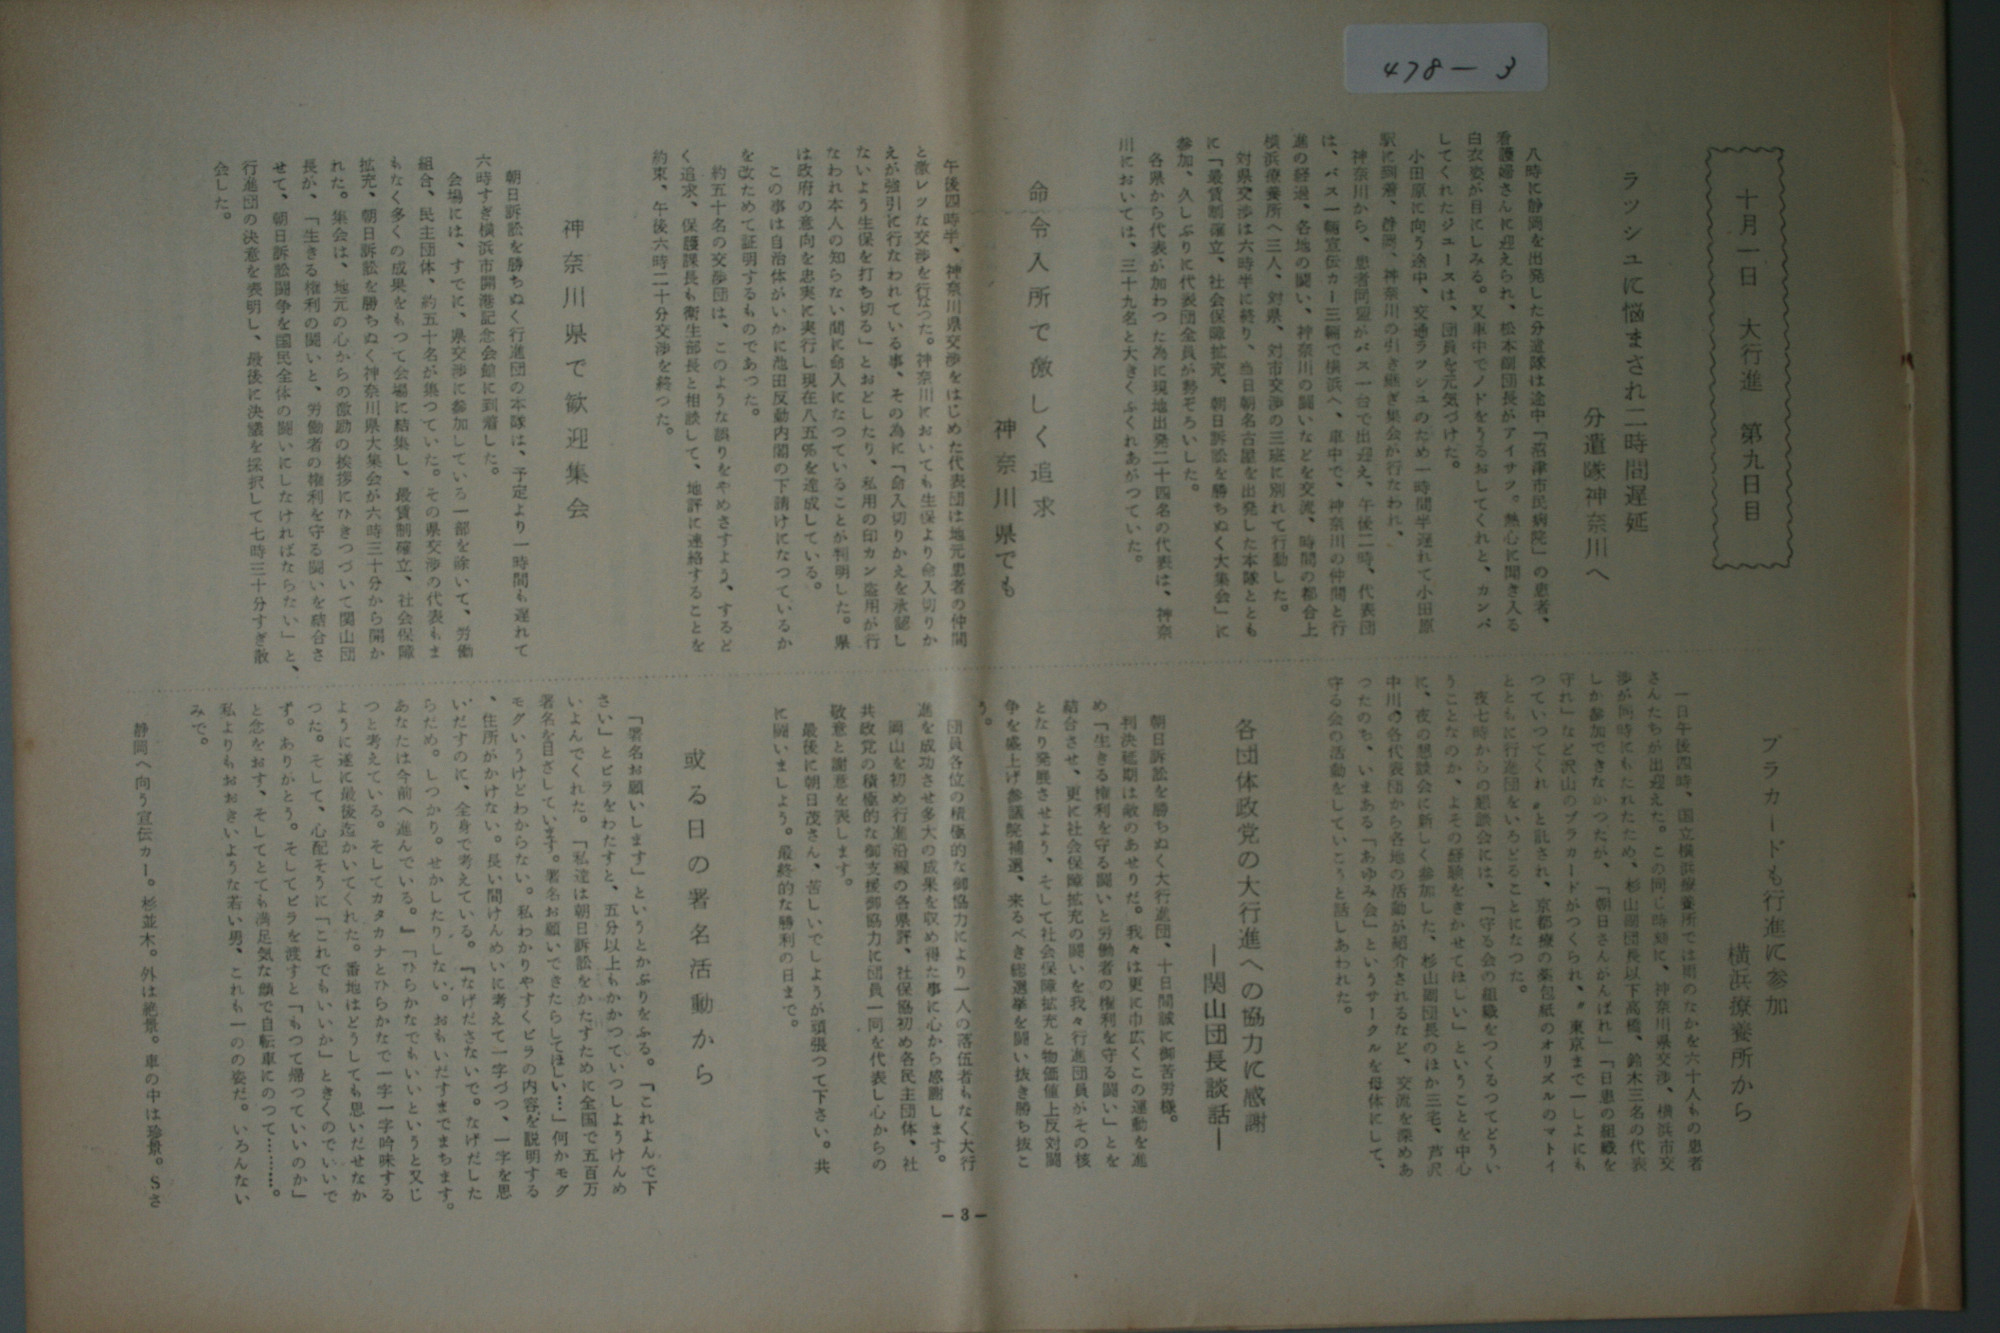 478-3
十月一日　大行進　第九日目
ラツシユに悩まされ二時間遅延
分遣隊神奈川へ
八時に静岡を出発した分遣隊は途中「沼津市民病院」の患者、
看護婦さんに迎えられ、松本副団長がアイサツ。熱心に聞き入る
白衣姿が目にしみる。又車中でノドをうるおしてくれと、カンパ
してくれたジユースは、団員を元気づけた。
小田原に向う途中、交通ラツシユのため一時間半遅れて小田原
駅に到着、静岡、神奈川の引き継ぎ集会が行なわれ、
神奈川から、患者同盟がバス一台で出迎え、午後二時、代表団
は、バス一輛宣伝カー三輛で横浜へ、車中で、神奈川の仲間と行
進の経過、各地の闘い、神奈川の闘いなどを交流、時間の都合上
横浜療養所へ三人、対県、対市交渉の三班に別れて行動した。
対県交渉は六時半に終り、当日朝名古屋を出発した本隊ととも
に「最賃制確立、社会保障拡充、朝日訴訟を勝ちぬく大集会」に
参加、久しぶりに代表団全員が勢ぞろいした。
各県から代表が加わつた為に現地出発二十四名の代表は、神奈
川においては、三十九名と大きくふくれあがつていた。
命令入所で激しく追求
神奈川県でも
午後四時半、神奈川県交渉をはじめた代表団は地元患者の仲間
と激レツな交渉を行なつた。神奈川においても生保より命入切りか
えが強引に行なわれている事、その為に「命入切りかえを承認し
ないよう生保を打ち切る」とおどしたり、私用の印カン盗用が行
なわれ本人の知らない間に命入になつていることが判明した。県
は政府の意向を忠実に実行し現在八五％を達成している。
この事は自治体がいかに池田反動内閣の下請けになつているか
を改ためて証明するものであつた。
約五十名の交渉団は、このような誤りをやめさすよう、するど
く追求、保護課長も衛生部長と相談して、地評に連絡することを
約束、午後六時二十分交渉を終つた。
神奈川県で歓迎集会
朝日訴訟を勝ちぬく行進団の本隊は、予定より一時間も遅れて
六時すぎ横浜市開港記念会館に到着した。
会場には、すでに、県交渉に参加している一部を除いて、労働
組合、民主団体、約五十名が集つていた。その県交渉の代表もま
もなく多くの成果をもつて会場に結集し、最賃制確立、社会保障
拡充、朝日訴訟を勝ちぬく神奈川県大集会が六時三十分から開か
れた。集会は、地元の心からの激励の挨拶にひきつづいて関山団
長が、「生きる権利の闘いと、労働者の権利を守る闘いを結合さ
せて、朝日訴訟闘争を国民全体の闘いにしなければならない」と、
行進団の決意を表明し、最後に決議を採択して七時三十分すぎ散
会した。
プラカードも行進に参加
横浜療養所から
一日午後四時、国立横浜療養所では雨のなかを六十人もの患者
さんたちが出迎えた。この同じ時刻に、神奈川県交渉、横浜市交
渉が同時にもたれたため、杉山副団長以下高橋、鈴木三名の代表
しか参加できなかつたが、「朝日さんがんばれ」「日患の組織を
守れ」など沢山のプラカードがつくられ、〝東京まで一しよにも
つていつてくれ〟と託され、京都療の薬包紙のオリヅルのマトイ
とともに行進団をいろどることになつた。
夜七時からの懇談会には、「守る会の組織をつくるつてどうい
うことなのか、よその経験をきかせてほしい」ということを中心
に、夜の懇談会に新しく参加した、杉山副団長のほか三宅、芦沢
中川の各代表団から各地の活動が紹介されるなど、交流を深めあ
つたのち、いまある「あゆみ会」というサークルを母体にして、
守る会の活動をしていこうと話しあわれた。
各団体政党の大行進への協力に感謝
―関山団長談話―
朝日訴訟を勝ちぬく大行進団、十日間誠に御苦労様。
判決延期は敵のあせりだ。我々は更に巾広くこの運動を進
め「生きる権利を守る闘いと労働者の権利を守る闘い」とを
結合させ、更に社会保障拡充の闘いを我々行進団員がその核
となり発展させよう、そして社会保障拡充と物価値上反対闘
争を盛上げ参議院補選、来るべき総選挙を闘い抜き勝ち抜こ
う。
団員各位の積極的な御協力により一人の落伍者もなく大行
進を成功させ多大の成果を収め得た事に心から感謝します。
岡山を初め行進沿線の各県評、社保協初め各民主団体、社
共政党の積極的な御支援御協力に団員一同を代表し心からの
敬意と謝意を表します。
最後に朝日茂さん、苦しいでしようが頑張つて下さい。共
に闘いましよう。最終的な勝利の日まで。
或る日の署名活動から
「署名お願いします」というとかぶりをふる。「これよんで下
さい」とビラをわたすと、五分以上もかかつていつしようけんめ
いよんでくれた。「私達は朝日訴訟をかたすために全国で五百万
署名を目ざしています。署名お願いできたらしてほしい…」何かモグ
モグいうけどわからない。私わかりやすくビラの内容を説明する
、住所がかけない。長い間けんめいに考えて一字づつ、一字を思
いだすのに、全身で考えている。『なげださないで。なげだした
らだめ。しつかり。せかしたりしない。おもいだすまでまちます。
あなたは今前へ進んでいる。』「ひらかなでもいいというと又じ
つと考えている。そしてカタカナとひらかなで一字一字吟味する
ように遂に最後迄かいてくれた。番地はどうしても思いだせなか
つた。そして、心配そうに「これでもいいか」ときくのでいいで
す。ありがとう。そしてビラを渡すと「もつて帰つていいのか」
と念をおす、そしてとても満足気な顔で自転車にのつて………。
私よりもおおきいような若い男、これも一のの姿だ。いろんない
みで。
静岡へ向う宣伝カー。杉並木。外は絶景。車の中は珍景。Ｓさ
―3―